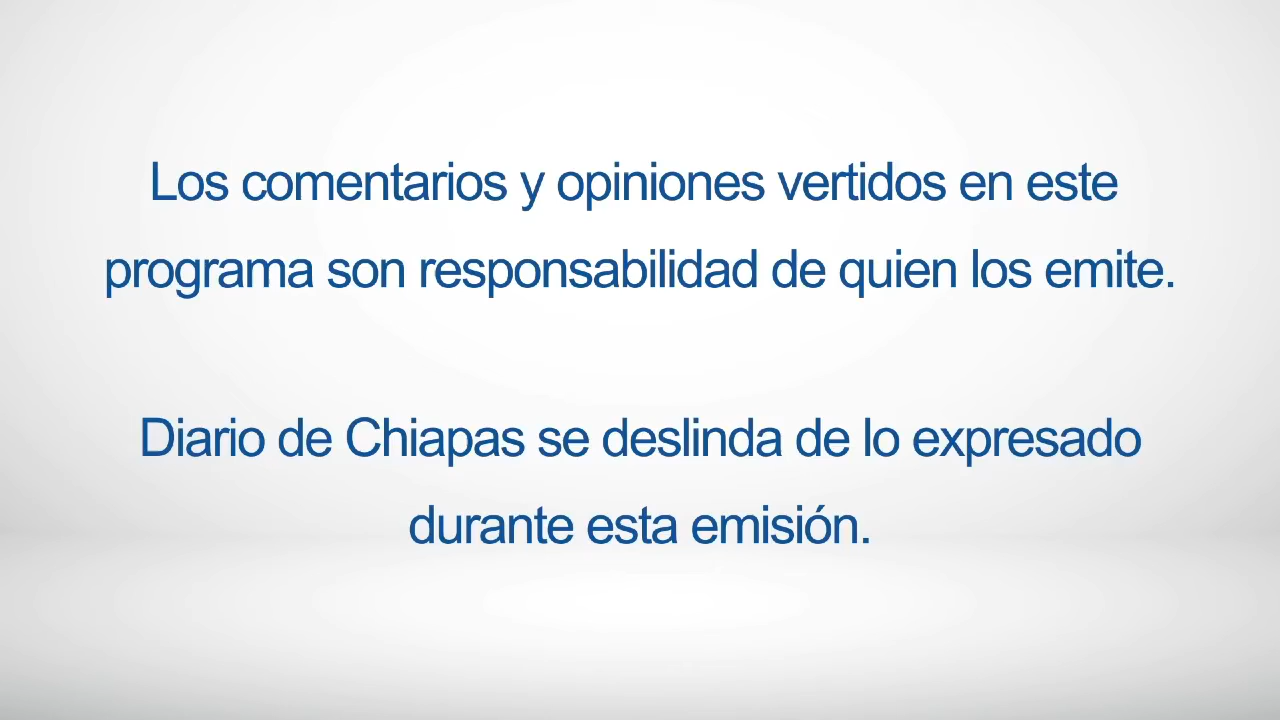 Los comentarios y opiniones vertidos en este
programa son responsabilidad de quien los emite.
Diario de Chiapas se deslinda de lo expresado
durante esta emisión.